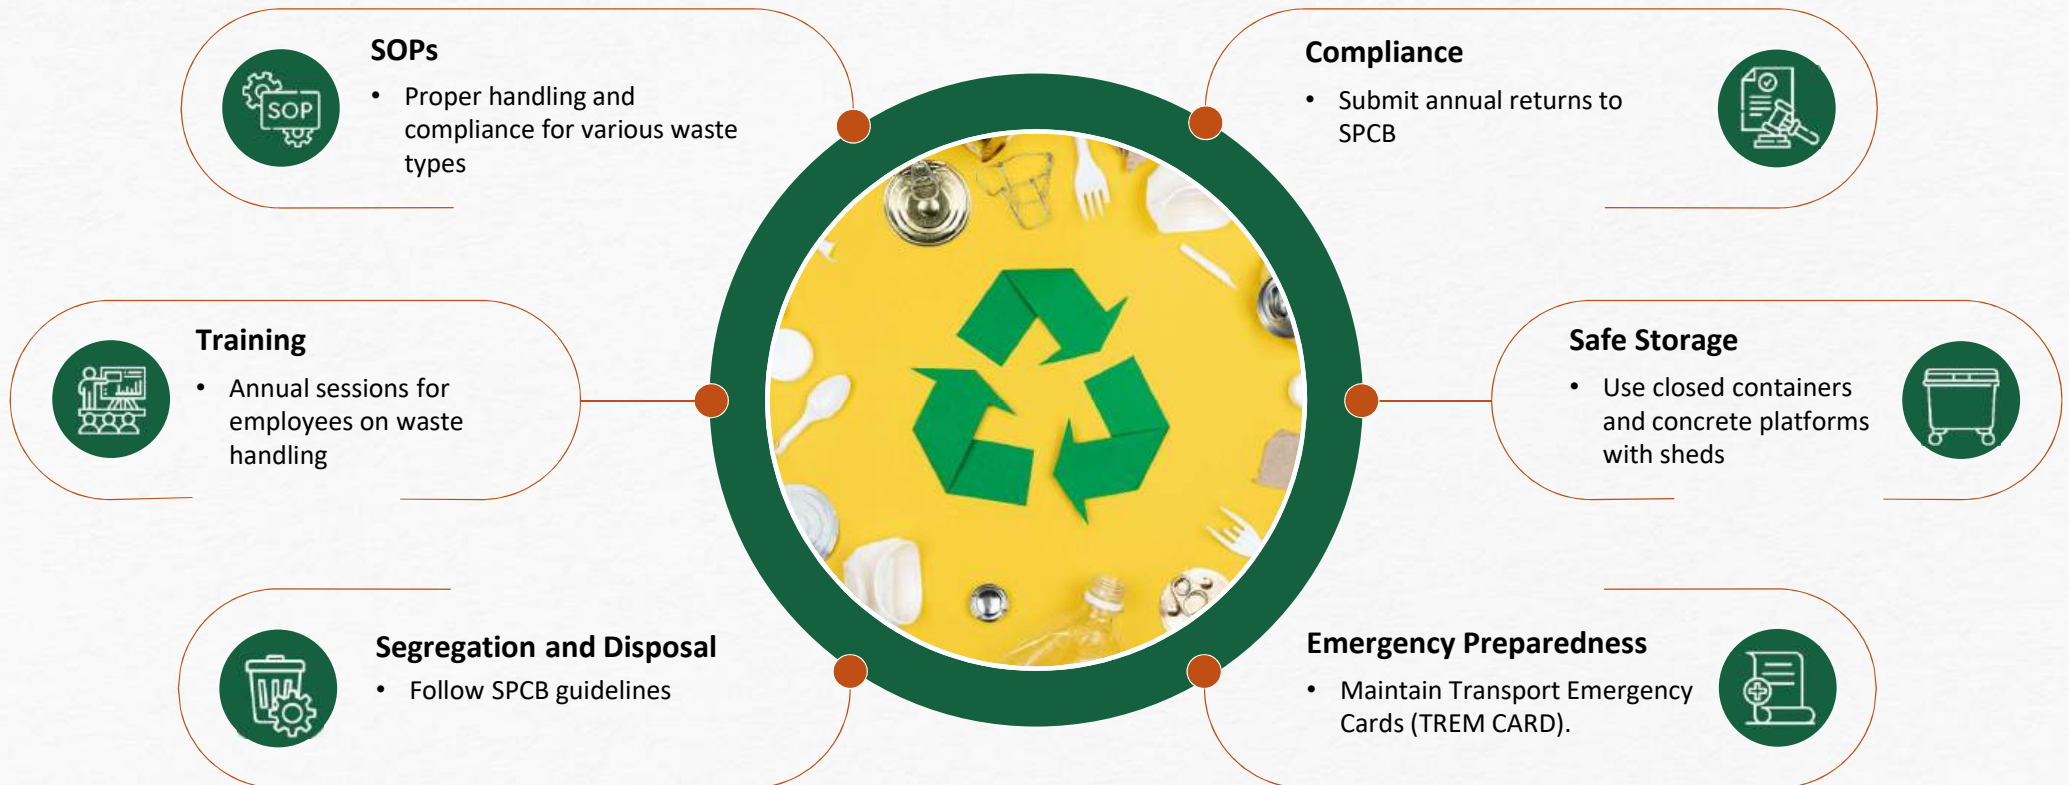 SOPs
• Proper handling and
compliance for various waste
types
SOP
Training
• Annual sessions for
employees on waste
handling
Segregation and Disposal
• Follow SPCB guidelines
Compliance
• Submit annual returns to
SPCB
Safe Storage
• Use closed containers
and concrete platforms
with sheds
Emergency Preparedness
• Maintain Transport Emergency
Cards (TREM CARD).